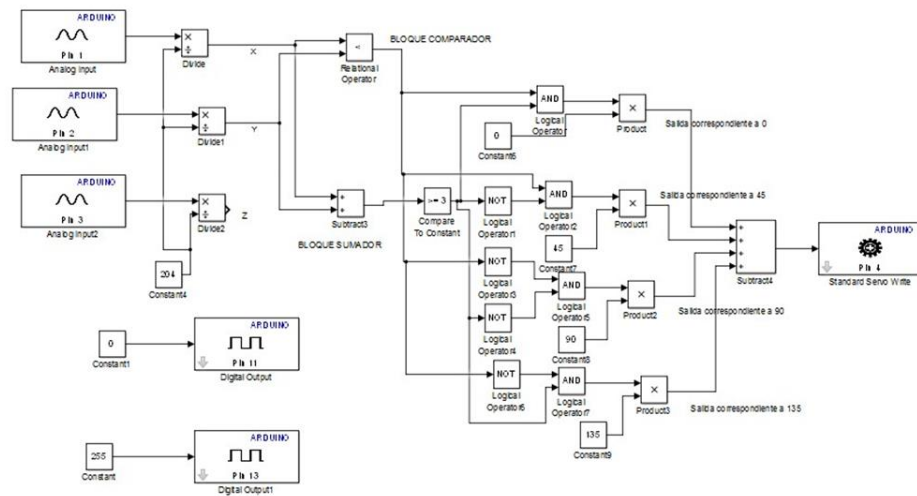 ARDUINO
Pin 1
Analog Input
×
÷
Divide
X
ARDUINO
Pin 2
Analog Input1
×
÷
Divide1
Y
ARDUINO
Pin 3
Analog Input2
×
÷
Divide2
Z
204
Constant4
0
Constant1
ARDUINO
Pin 11
Digital Output
255
Constant
ARDUINO
Pin 13
Digital Output1
BLOQUE COMPARADOR
<
Relational
Operator
BLOQUE SUMADOR
+
+
Subtract3
>= 3
Compare
To Constant
AND
Logical
Operator
0
Constant6
×
Product
Salida correspondiente a 0
NOT
Logical
Operator1
AND
Logical
Operator2
45
Constant7
×
Product1
Salida correspondiente a 45
NOT
Logical
Operator3
NOT
Logical
Operator4
AND
Logical
Operator5
90
Constant8
×
Product2
Salida correspondiente a 90
NOT
Logical
Operator6
AND
Logical
Operator7
135
Constant9
×
Product3
Salida correspondiente a 135
+
+
+
+
Subtract4
ARDUINO
Pin 4
Standard Servo Write